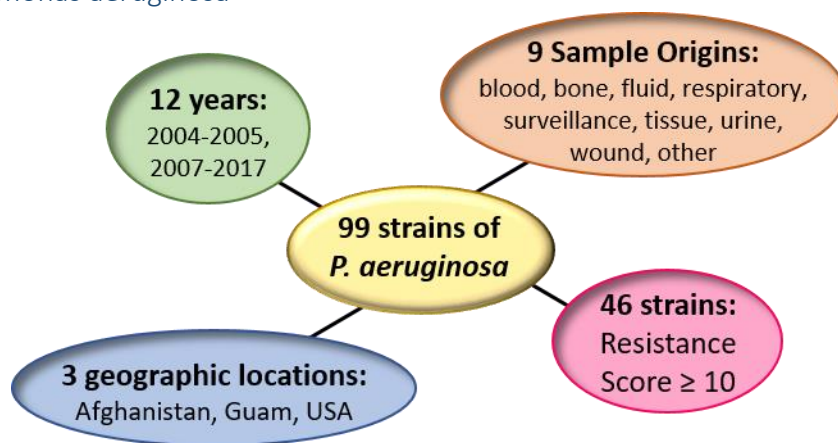 aeruginosa
12 years:
2004-2005,
2007-2017
9 Sample Origins:
blood, bone, fluid, respiratory,
surveillance, tissue, urine,
wound, other
99 strains of
P. aeruginosa
46 strains:
Resistance
Score ≥ 10
3 geographic locations:
Afghanistan, Guam, USA